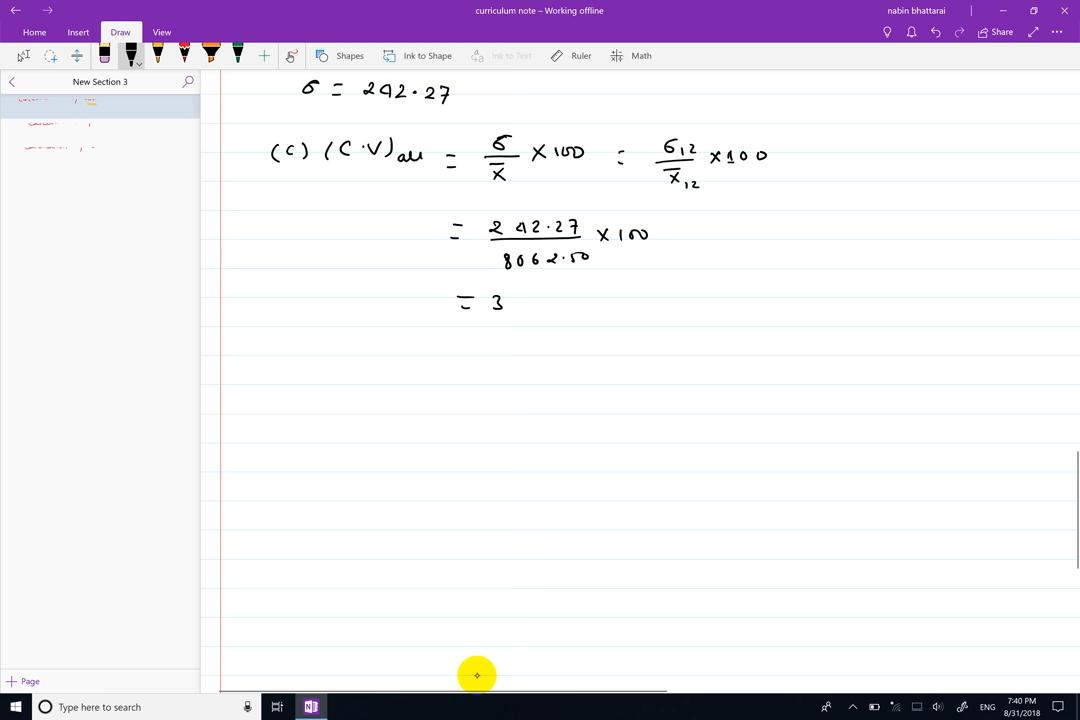 curriculum note – Working offline
nabin bhattarai
Home Insert Draw View
Share
Shapes Ink to Shape Ink to Text Ruler Math
New Section 3
σ = 242.27
(c) (C.V)all = σ/x̄ × 100 = σ12/x̄12 × 100
= 242.27/8062.50 × 100
= 3
+ Page
Type here to search
ENG
7:40 PM
8/31/2018